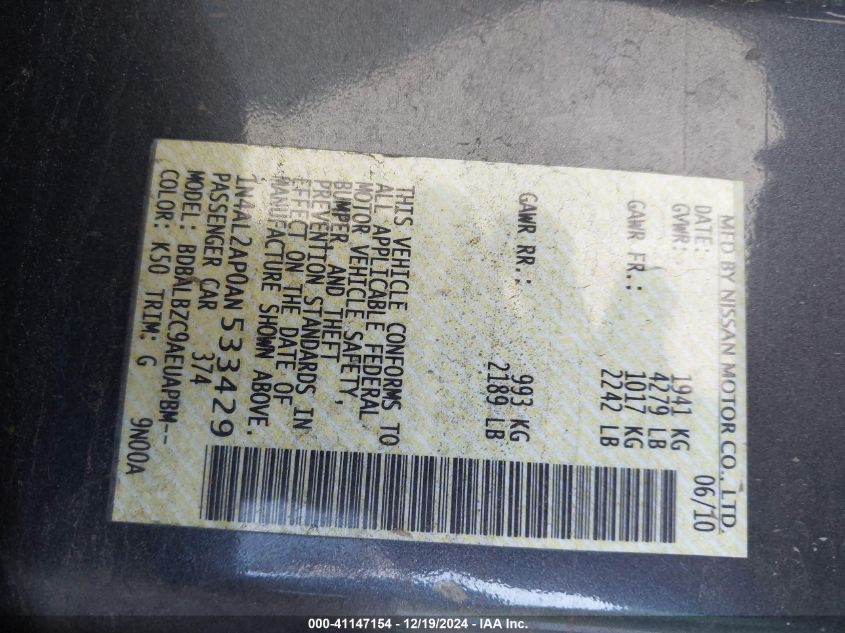 MFD BY NISSAN MOTOR CO., LTD.
DATE: 06/10
GVWR: 1941 KG
4279 LB
GAWR FR.: 1017 KG
2242 LB
GAWR RR.: 993 KG
2189 LB
THIS VEHICLE CONFORMS TO
ALL APPLICABLE FEDERAL
MOTOR VEHICLE SAFETY,
BUMPER, AND THEFT
PREVENTION STANDARDS IN
EFFECT ON THE DATE OF
MANUFACTURE SHOWN ABOVE.
1N4AL2AP0AN533429
PASSENGER CAR 374
MODEL: BDBALBZC9AEUAPBM--
COLOR: K50 TRIM: G 9N00A
000-41147154 - 12/19/2024 - IAA Inc.